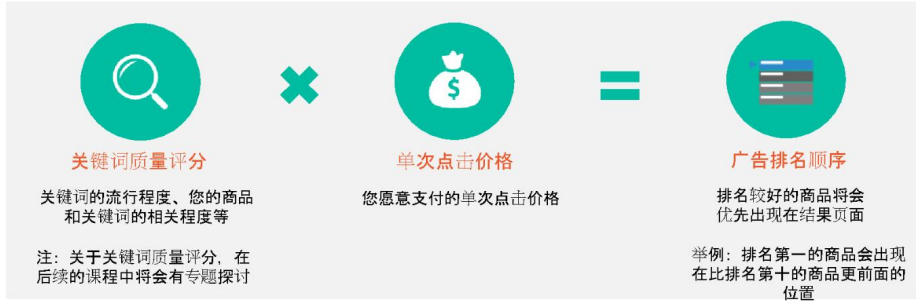 $
关键词质量评分
单次点击价格
广告排名顺序
关键词的流行程度、您的商品
和关键词的相关程度等
您愿意支付的单次点击价格
排名较好的商品将会
优先出现在结果页面
注：关于关键词质量评分，在
后续的课程中将会有专题探讨
举例：排名第一的商品会出现
在比排名第十的商品更前面的
位置